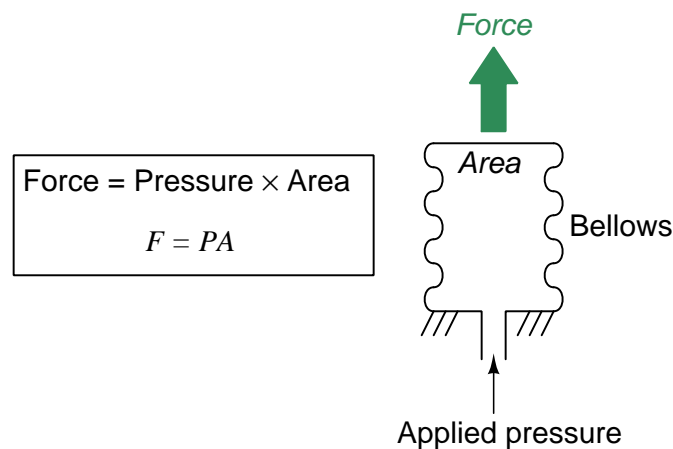 Force
Force = Pressure × Area
F = PA
Area
Bellows
Applied pressure